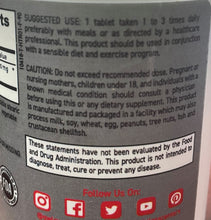 SUGGESTED USE: 1 tablet taken 1 to 3 times daily
preferably with meals or as directed by a healthcare
professional. This product should be used in conjunction
with a sensible diet and exercise program.
CAUTION: Do not exceed recommended dose. Pregnant or
nursing mothers, children under 18, and individuals with a
known medical condition should consult a physician
before using this or any dietary supplement. This product
is manufactured and packaged in a facility which may also
process milk, soy, wheat, egg, peanuts, tree nuts, fish and
crustacean shellfish.
These statements have not been evaluated by the Food
and Drug Administration. This product is not intended to
diagnose, treat, cure or prevent any disease.
Follow Us On: